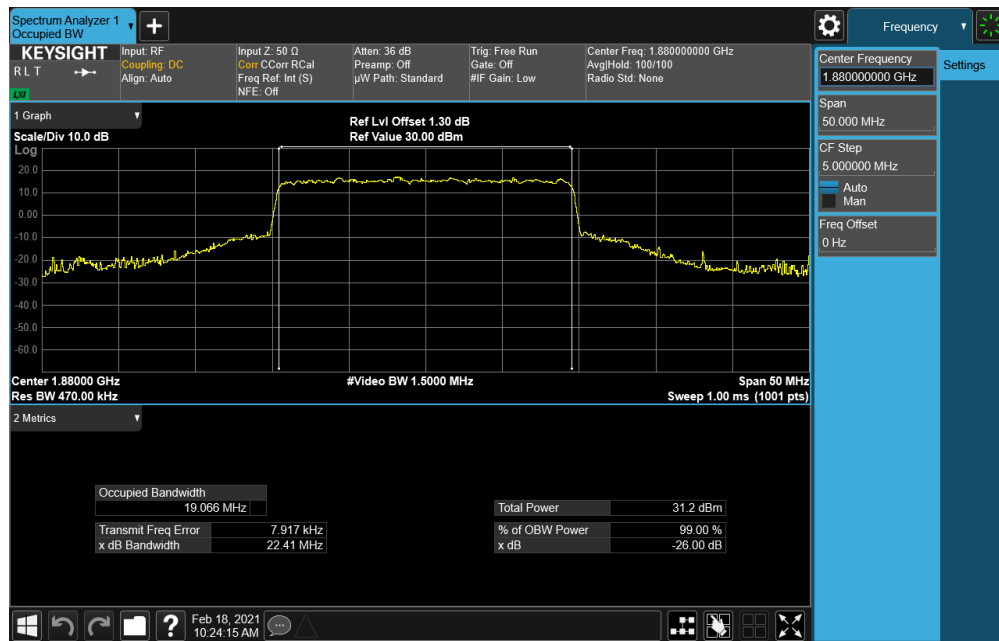 Spectrum Analyzer 1
Occupied BW
Frequency
KEYSIGHT
RLT
LXI
Input: RF
Coupling: DC
Align: Auto
Input Z: 50 Ω
Corr CCorr RCal
Freq Ref: Int (S)
NFE: Off
Atten: 36 dB
Preamp: Off
µW Path: Standard
Trig: Free Run
Gate: Off
#IF Gain: Low
Center Freq: 1.880000000 GHz
Avg|Hold: 100/100
Radio Std: None
Center Frequency
1.880000000 GHz
Settings
Span
50.000 MHz
CF Step
5.000000 MHz
Auto
Man
Freq Offset
0 Hz
1 Graph
Scale/Div 10.0 dB
Ref Lvl Offset 1.30 dB
Ref Value 30.00 dBm
Log
20.0
10.0
0.00
-10.0
-20.0
-30.0
-40.0
-50.0
-60.0
Center 1.88000 GHz
#Video BW 1.5000 MHz
Span 50 MHz
Res BW 470.00 kHz
Sweep 1.00 ms (1001 pts)
2 Metrics
Occupied Bandwidth
19.066 MHz
Total Power 31.2 dBm
Transmit Freq Error 7.917 kHz
% of OBW Power 99.00 %
x dB Bandwidth 22.41 MHz
x dB -26.00 dB
?
Feb 18, 2021
10:24:15 AM